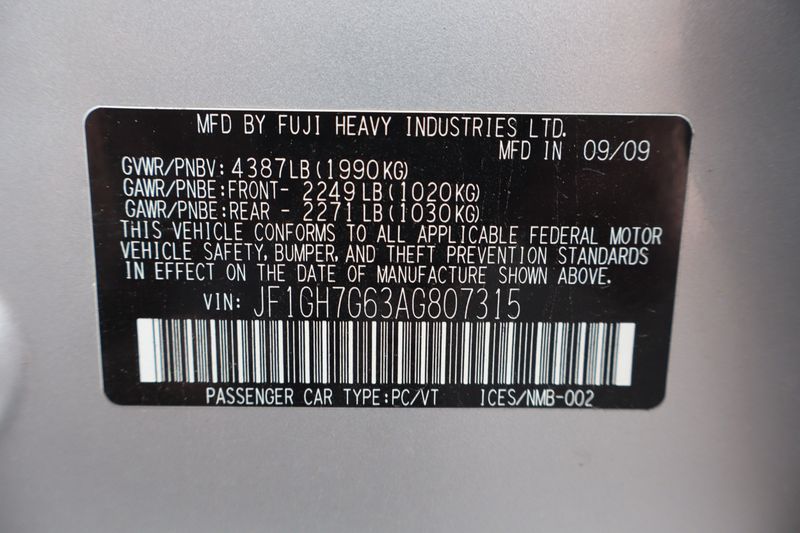 MFD BY FUJI HEAVY INDUSTRIES LTD.
MFD IN 09/09
GVWR/PNBV: 4387LB(1990KG)
GAWR/PNBE:FRONT- 2249LB(1020KG)
GAWR/PNBE:REAR - 2271LB(1030KG)
THIS VEHICLE CONFORMS TO ALL APPLICABLE FEDERAL MOTOR
VEHICLE SAFETY, BUMPER, AND THEFT PREVENTION STANDARDS
IN EFFECT ON THE DATE OF MANUFACTURE SHOWN ABOVE.
VIN: JF1GH7G63AG807315
PASSENGER CAR TYPE:PC/VT ICES/NMB-002